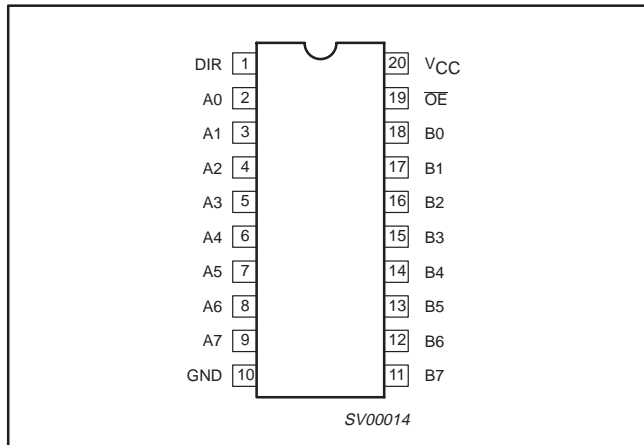 DIR 1 20 VCC
A0 2 19 O̅E̅
A1 3 18 B0
A2 4 17 B1
A3 5 16 B2
A4 6 15 B3
A5 7 14 B4
A6 8 13 B5
A7 9 12 B6
GND 10 11 B7
SV00014